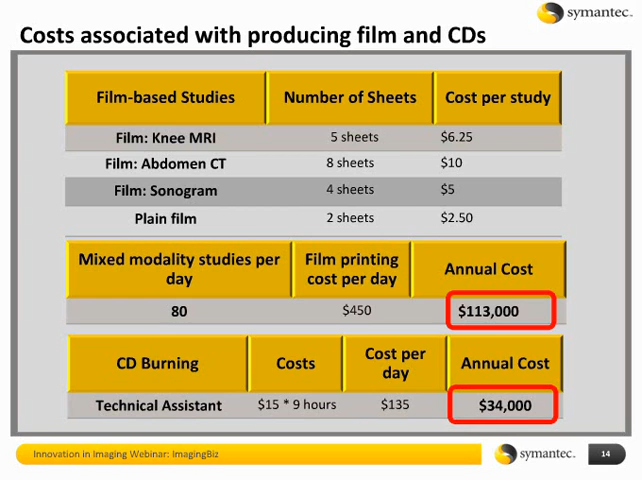 symantec.
Costs associated with producing film and CDs
Film-based Studies Number of Sheets Cost per study
Film: Knee MRI 5 sheets $6.25
Film: Abdomen CT 8 sheets $10
Film: Sonogram 4 sheets $5
Plain film 2 sheets $2.50
Mixed modality studies per day Film printing cost per day Annual Cost
80 $450 $113,000
CD Burning Costs Cost per day Annual Cost
Technical Assistant $15 * 9 hours $135 $34,000
Innovation in Imaging Webinar: ImagingBiz symantec. 14